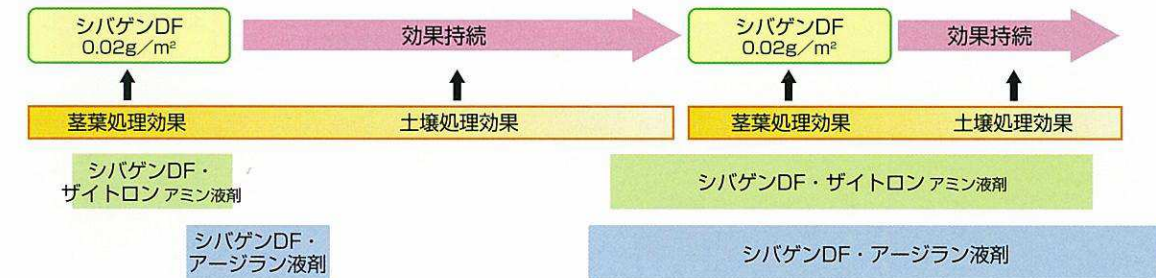 シバゲンDF
0.02g/m²
効果持続
シバゲンDF
0.02g/m²
効果持続
茎葉処理効果
土壌処理効果
茎葉処理効果
土壌処理効果
シバゲンDF・
ザイトロン アミン液剤
シバゲンDF・ザイトロン アミン液剤
シバゲンDF・
アージラン液剤
シバゲンDF・アージラン液剤